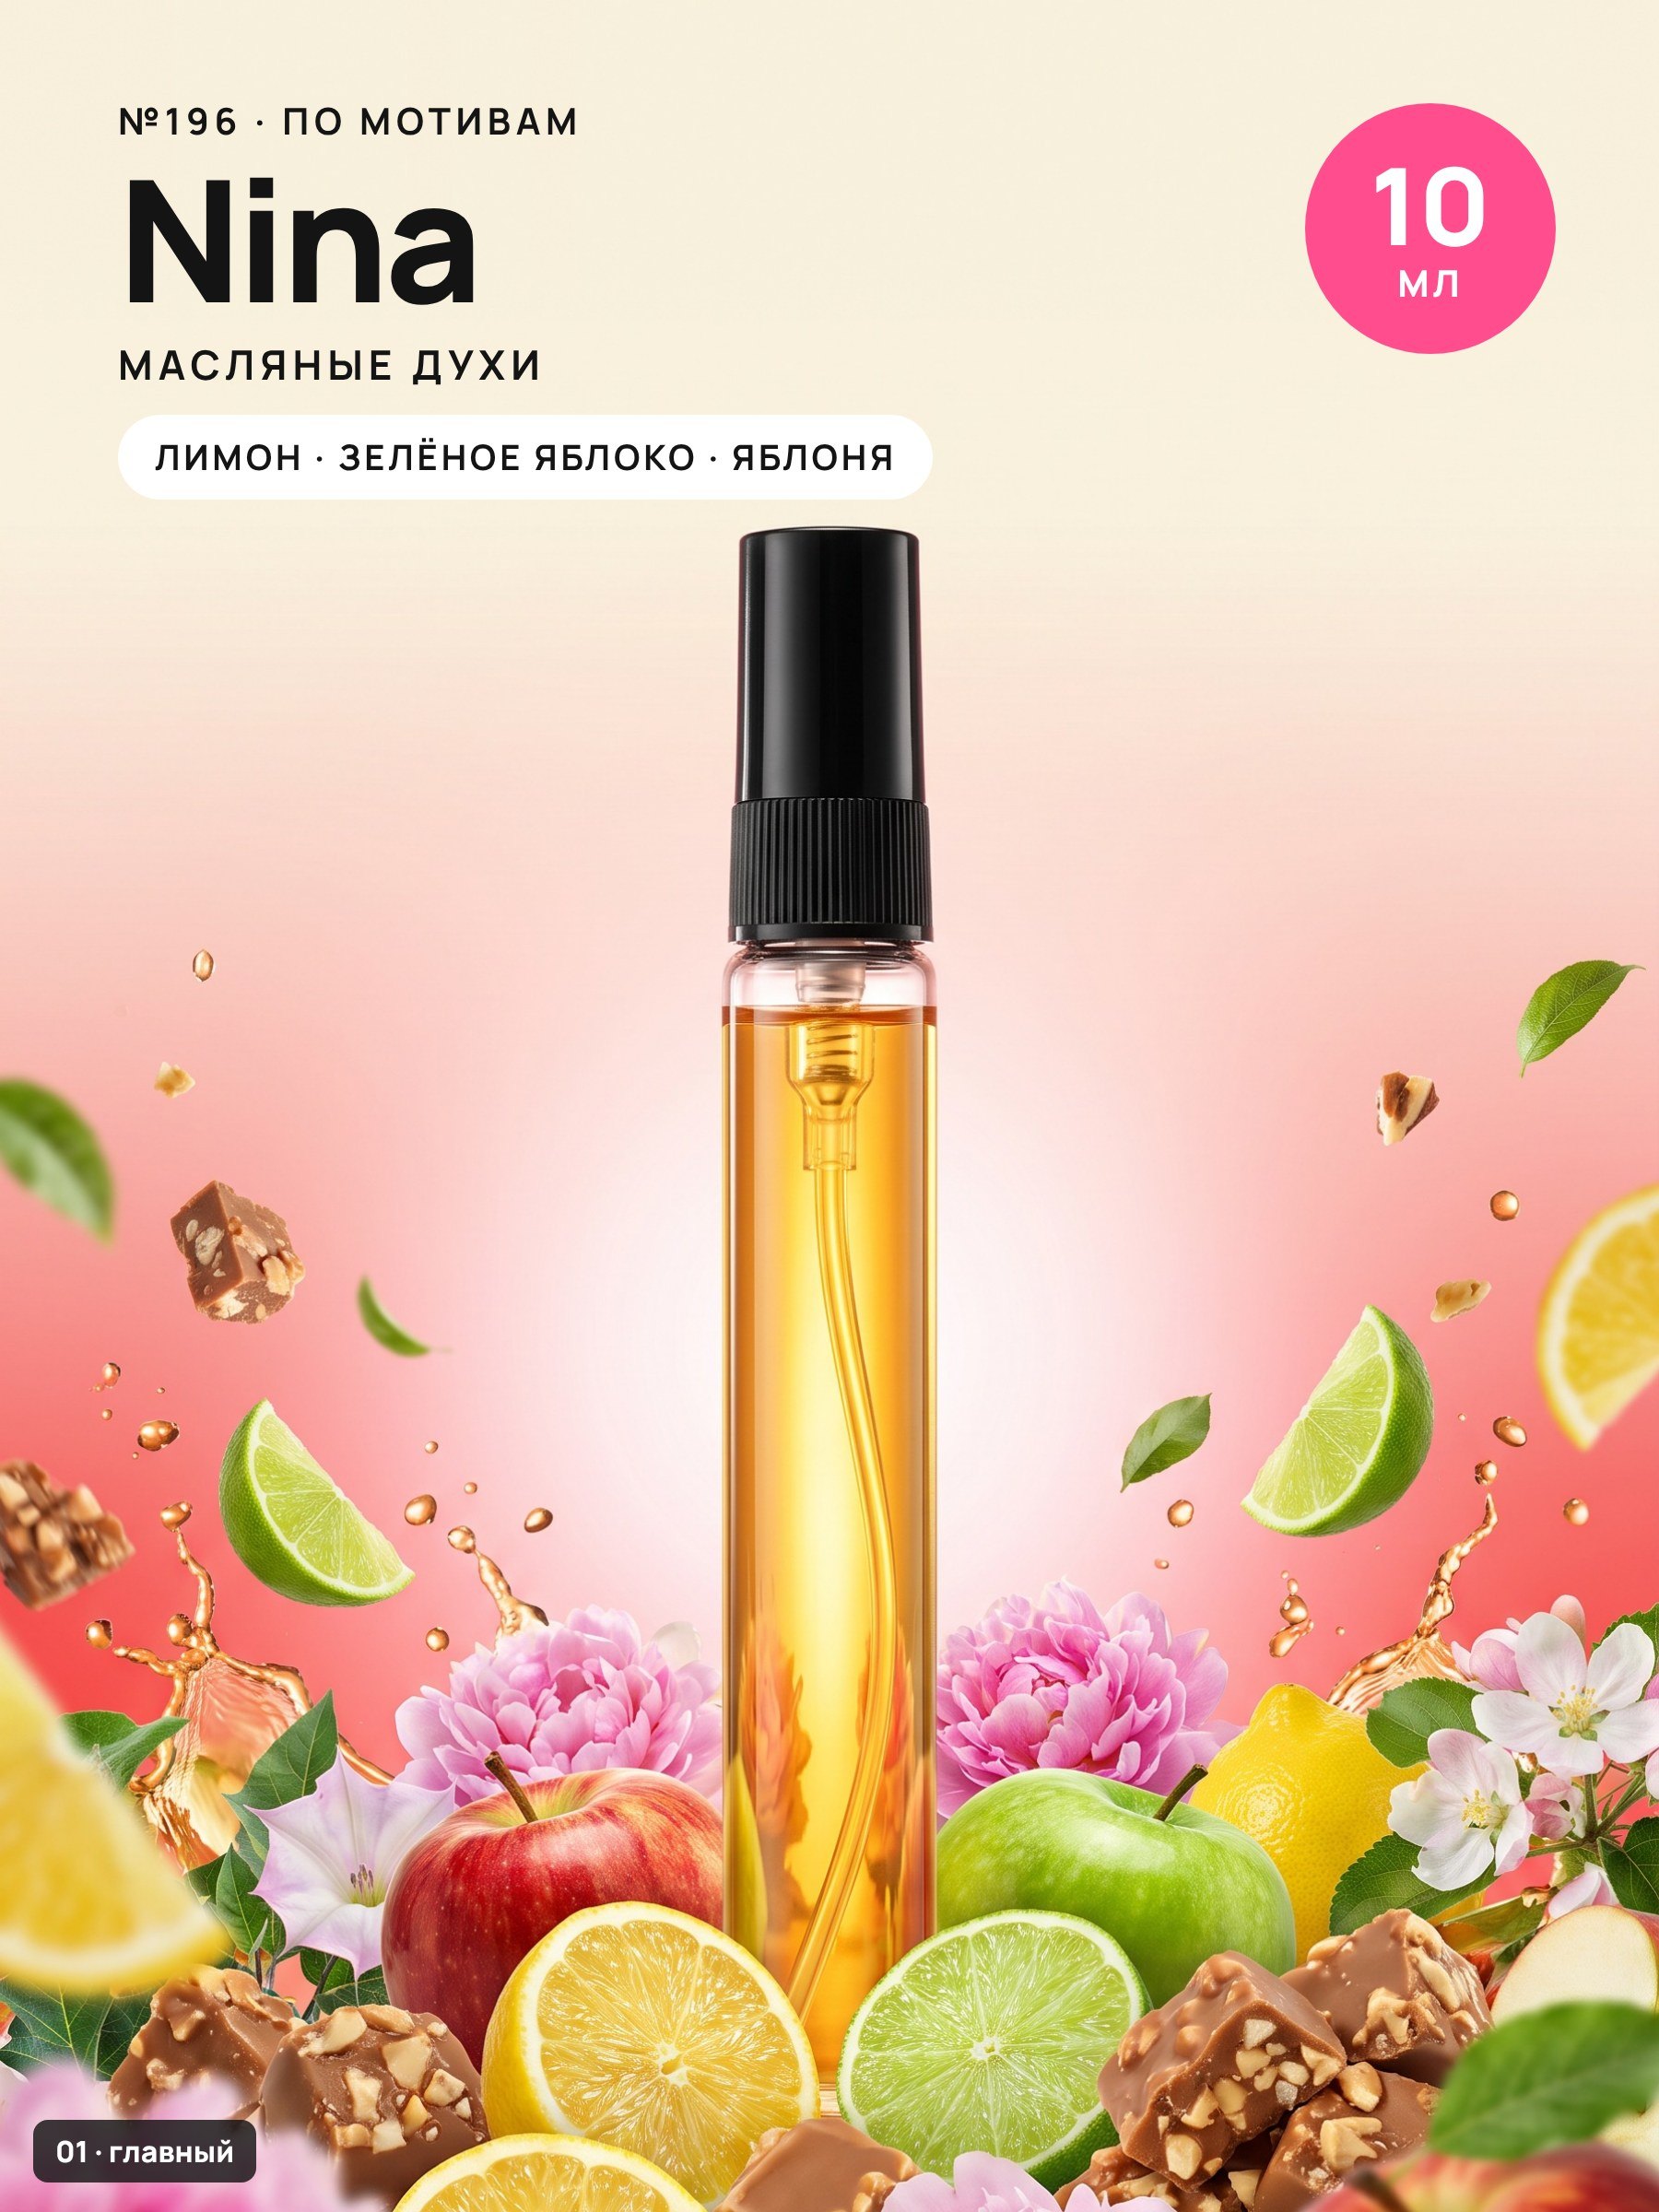 №196 · ПО МОТИВАМ
Nina
МАСЛЯНЫЕ ДУХИ
ЛИМОН · ЗЕЛЁНОЕ ЯБЛОКО · ЯБЛОНЯ
10
МЛ
01 · главный